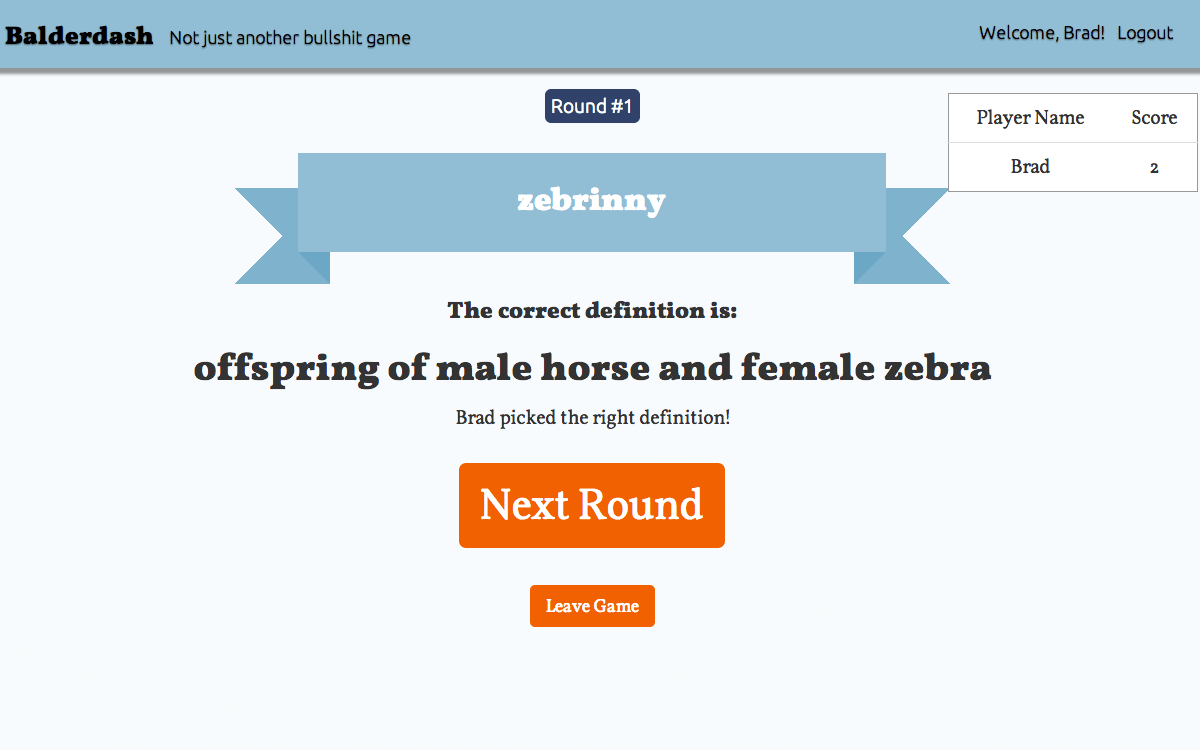 Balderdash Not just another bullshit game Welcome, Brad! Logout
Round #1
Player Name Score
Brad 2
zebrinny
The correct definition is:
offspring of male horse and female zebra
Brad picked the right definition!
Next Round
Leave Game